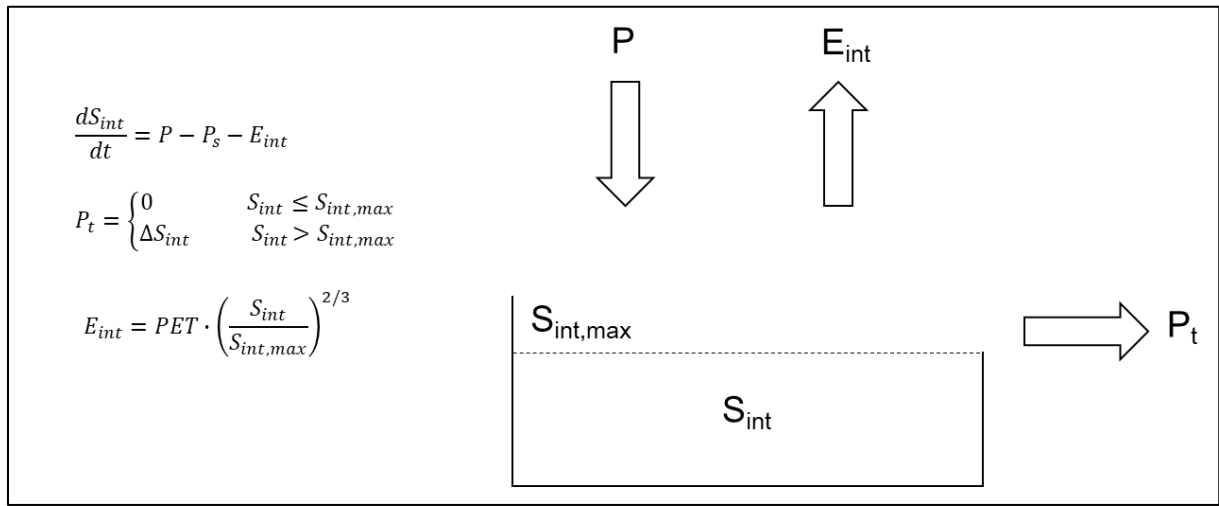 P E_int
dS_int/dt = P − P_s − E_int
P_t = {0 S_int ≤ S_int,max
ΔS_int S_int > S_int,max
E_int = PET · (S_int/S_int,max)^2/3
S_int,max
P_t
S_int